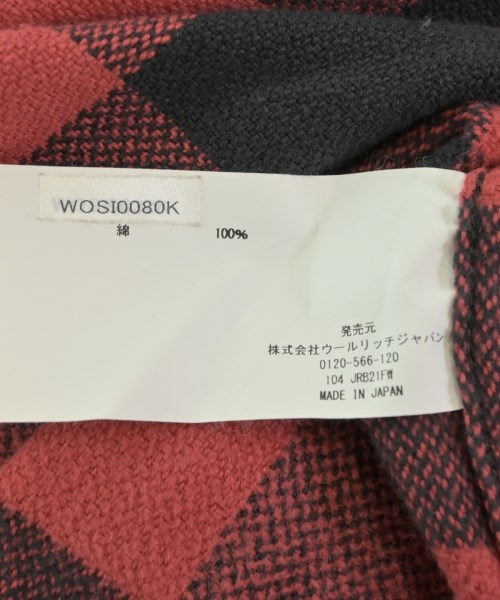 WOSI0080K
綿 100%
発売元
株式会社ウールリッチジャパン
0120-566-120
104 JRB21FW
MADE IN JAPAN